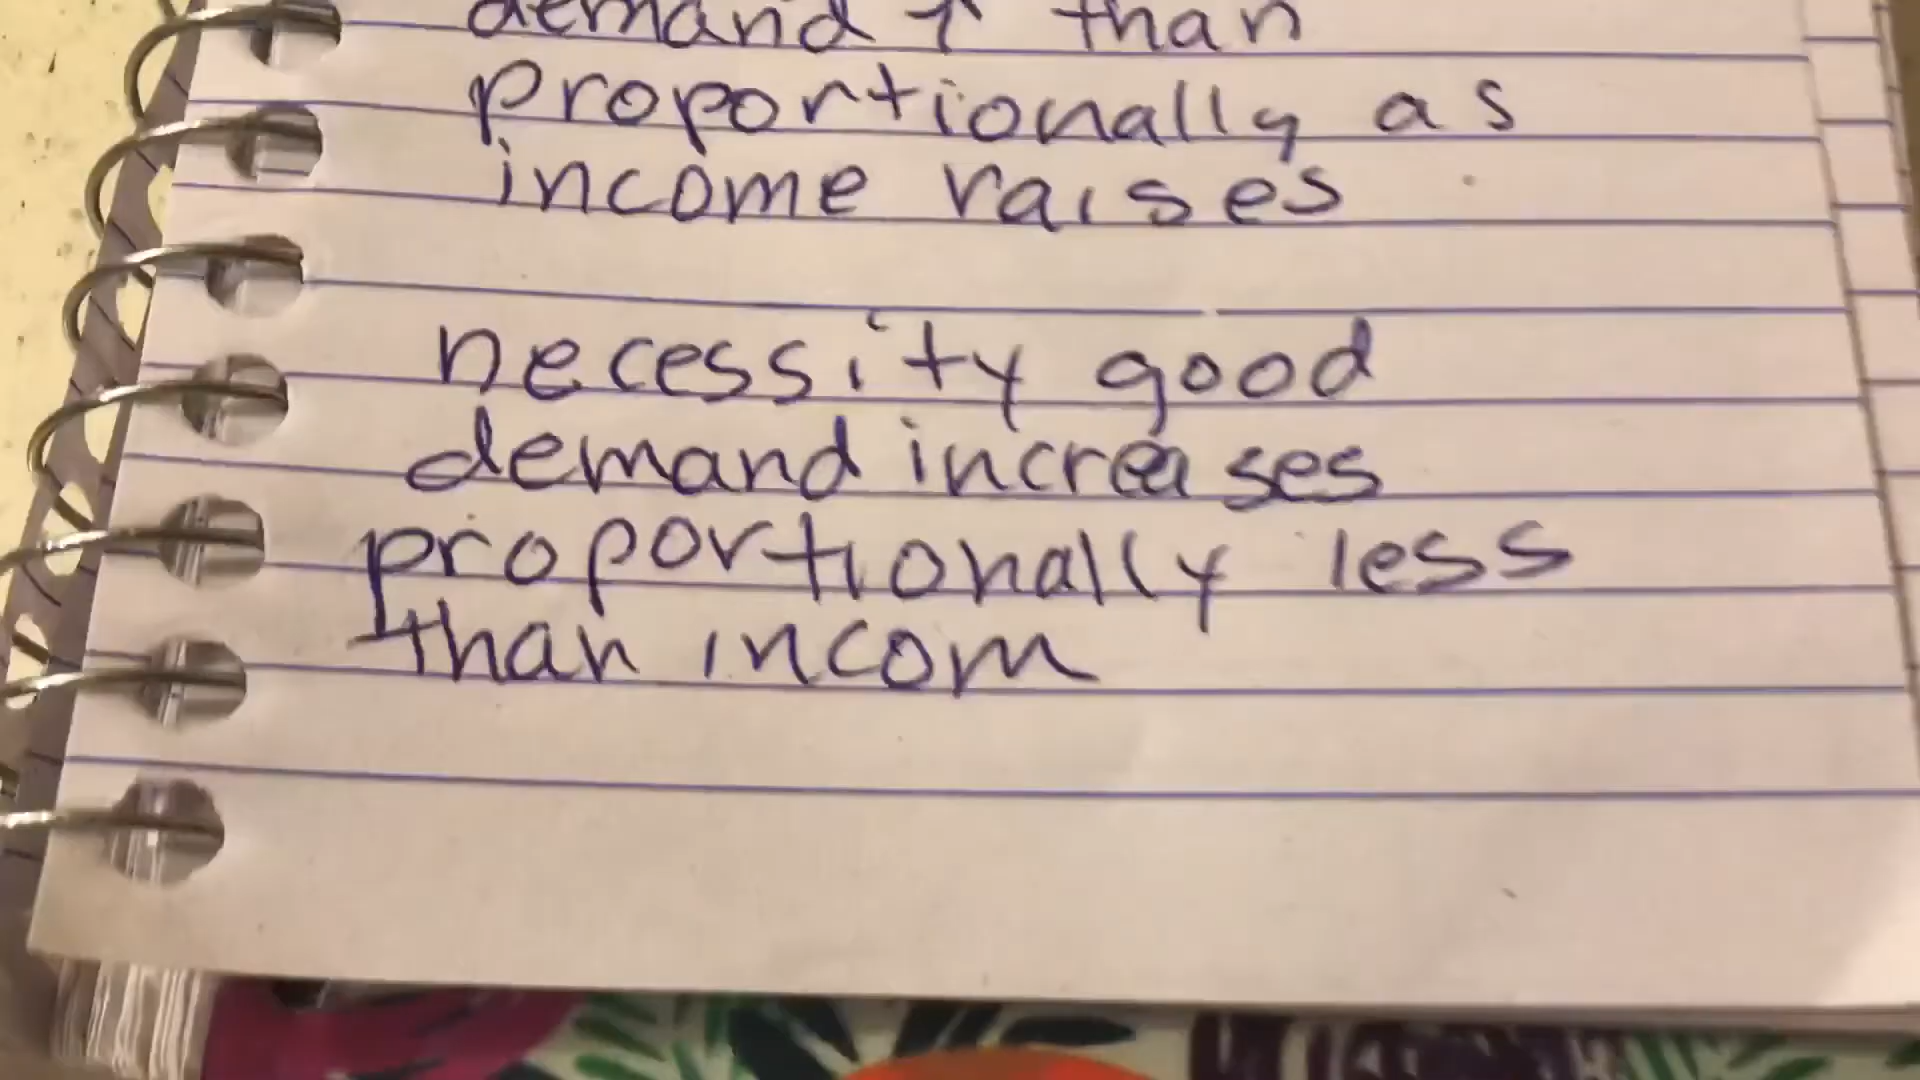 demand ↑ than
proportionally as
income raises
necessity good
demand increases
proportionally less
than incom